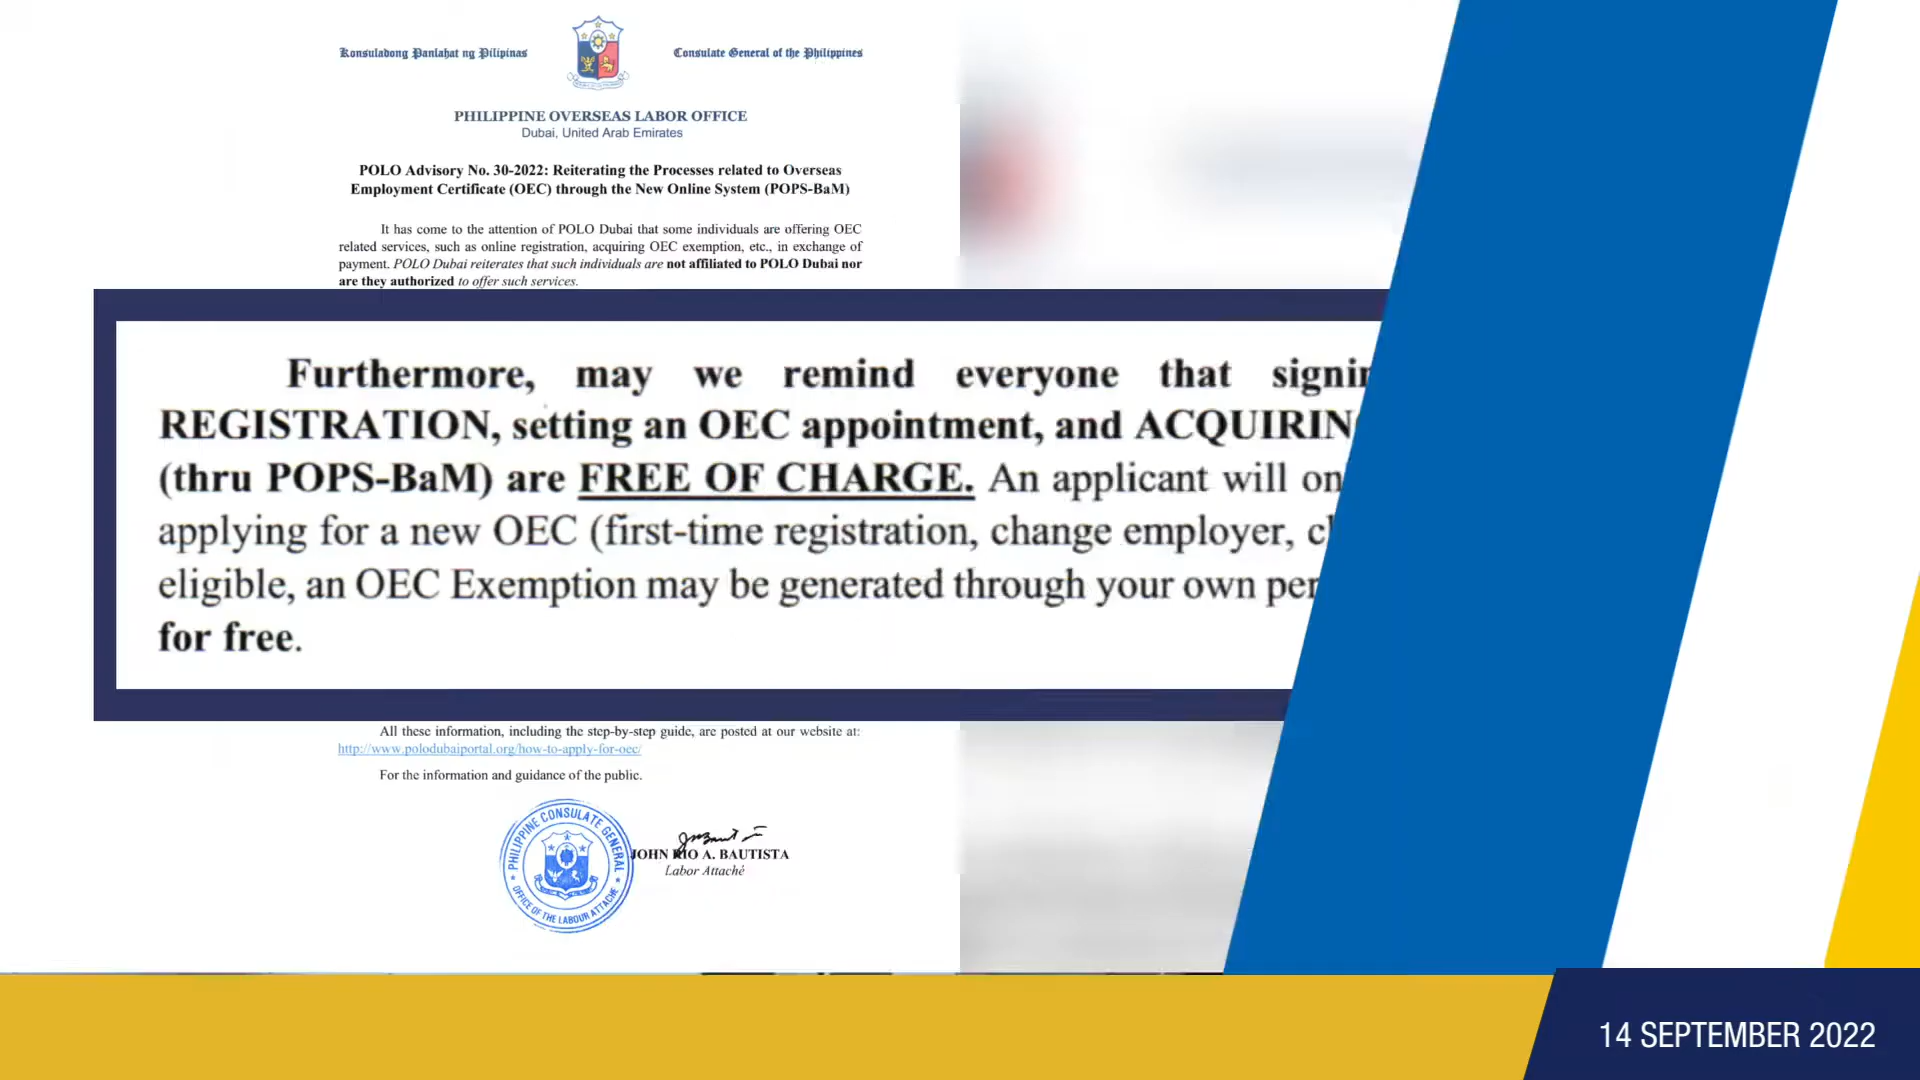 Konsuladong Panlahat ng Pilipinas
Consulate General of the Philippines
PHILIPPINE OVERSEAS LABOR OFFICE
Dubai, United Arab Emirates
POLO Advisory No. 30-2022: Reiterating the Processes related to Overseas
Employment Certificate (OEC) through the New Online System (POPS-BaM)
It has come to the attention of POLO Dubai that some individuals are offering OEC
related services, such as online registration, acquiring OEC exemption, etc., in exchange of
payment. POLO Dubai reiterates that such individuals are not affiliated to POLO Dubai nor
are they authorized to offer such services.
Furthermore, may we remind everyone that
REGISTRATION, setting an OEC appointment, and
(thru POPS-BaM) are FREE OF CHARGE. An applicant will
applying for a new OEC (first-time registration, change employer,
eligible, an OEC Exemption may be generated through your own
for free.
All these information, including the step-by-step guide, are posted at our website at:
http://www.polodubaiportal.org/how-to-apply-for-oec/
For the information and guidance of the public.
PHILIPPINE CONSULATE GENERAL
OFFICE OF THE LABOUR ATTACHE
JOHN RIO A. BAUTISTA
Labor Attaché
14 SEPTEMBER 2022